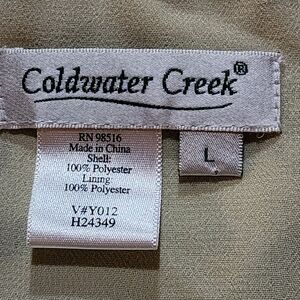 Coldwater Creek®
RN 98516
Made in China
Shell:
100% Polyester
Lining:
100% Polyester
V#Y012
H24349
L